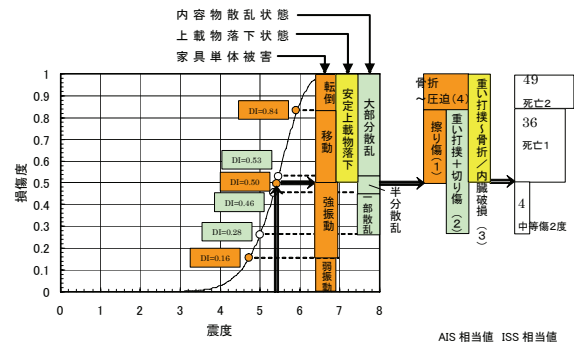 内容物散乱状態
上載物落下状態
家具単体被害
損傷度
1
0.9
0.8
0.7
0.6
0.5
0.4
0.3
0.2
0.1
0
0
1
2
3
4
5
6
7
8
震度
DI=0.84
DI=0.53
DI=0.50
DI=0.46
DI=0.28
DI=0.16
転倒
移動
強振動
弱振動
安定上載物落下
大部分散乱
半分散乱
一部散乱
骨折
～圧迫(4)
擦り傷(1)
重い打撲＋切り傷(2)
重い打撲～骨折／内臓破損(3)
49
死亡2
36
死亡1
4
中等傷2度
AIS 相当値 ISS 相当値